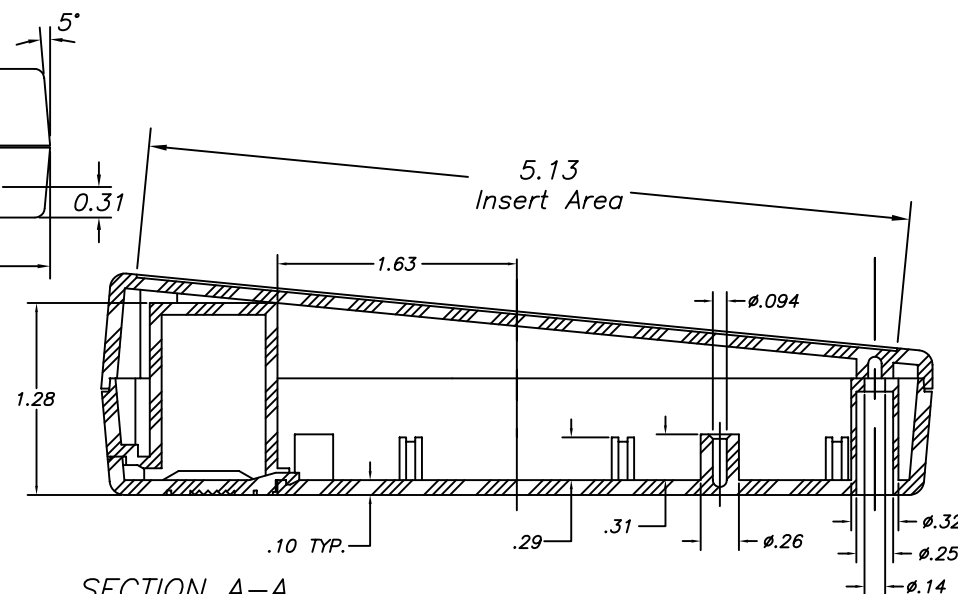 5°
0.31
5.13
Insert Area
1.63
ø.094
1.28
.10 TYP.
.29
.31
ø.26
ø.32
ø.25
ø.14
SECTION A-A